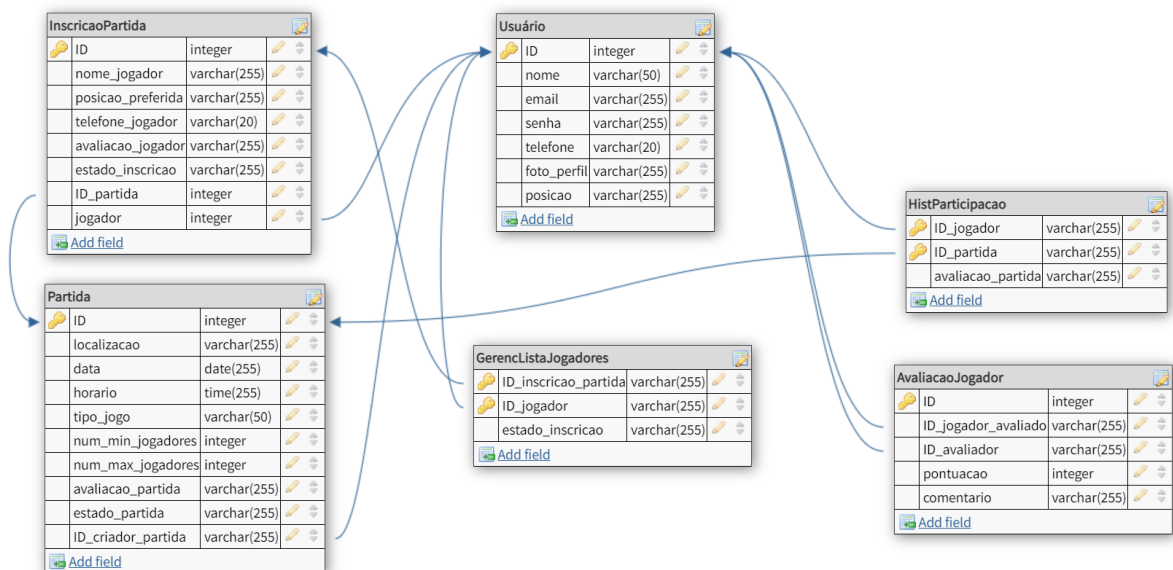 InscricaoPartida
ID integer
nome_jogador varchar(255)
posicao_preferida varchar(255)
telefone_jogador varchar(20)
avaliacao_jogador varchar(255)
estado_inscricao varchar(255)
ID_partida integer
jogador integer
Add field
Usuário
ID integer
nome varchar(50)
email varchar(255)
senha varchar(255)
telefone varchar(20)
foto_perfil varchar(255)
posicao varchar(255)
Add field
HistParticipacao
ID_jogador varchar(255)
ID_partida varchar(255)
avaliacao_partida varchar(255)
Add field
Partida
ID integer
localizacao varchar(255)
data date(255)
horario time(255)
tipo_jogo varchar(50)
num_min_jogadores integer
num_max_jogadores integer
avaliacao_partida varchar(255)
estado_partida varchar(255)
ID_criador_partida varchar(255)
Add field
GerencListaJogadores
ID_inscricao_partida varchar(255)
ID_jogador varchar(255)
estado_inscricao varchar(255)
Add field
AvaliacaoJogador
ID integer
ID_jogador_avaliado varchar(255)
ID_avaliador varchar(255)
pontuacao integer
comentario varchar(255)
Add field